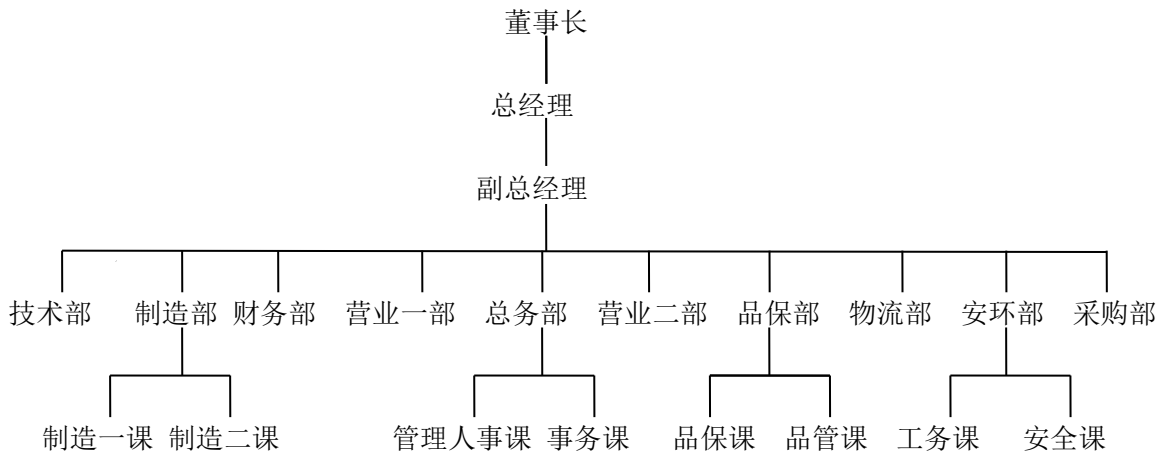 董事长
总经理
副总经理
技术部 制造部 财务部 营业一部 总务部 营业二部 品保部 物流部 安环部 采购部
制造一课 制造二课 管理人事课 事务课 品保课 品管课 工务课 安全课